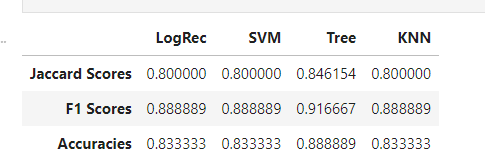 ..
LogRec SVM Tree KNN
Jaccard Scores 0.800000 0.800000 0.846154 0.800000
F1 Scores 0.888889 0.888889 0.916667 0.888889
Accuracies 0.833333 0.833333 0.888889 0.833333